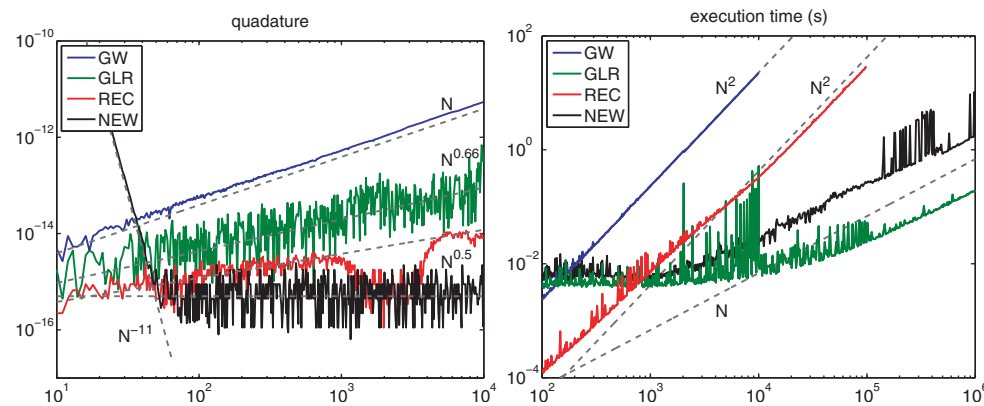 quadature
10^−10
10^−12
10^−14
10^−16
GW
GLR
REC
NEW
N
N^0.66
N^0.5
N^−11
10^1
10^2
10^3
10^4
execution time (s)
10^2
10^0
10^−2
10^−4
GW
GLR
REC
NEW
N^2
N^2
N
10^2
10^3
10^4
10^5
10^6